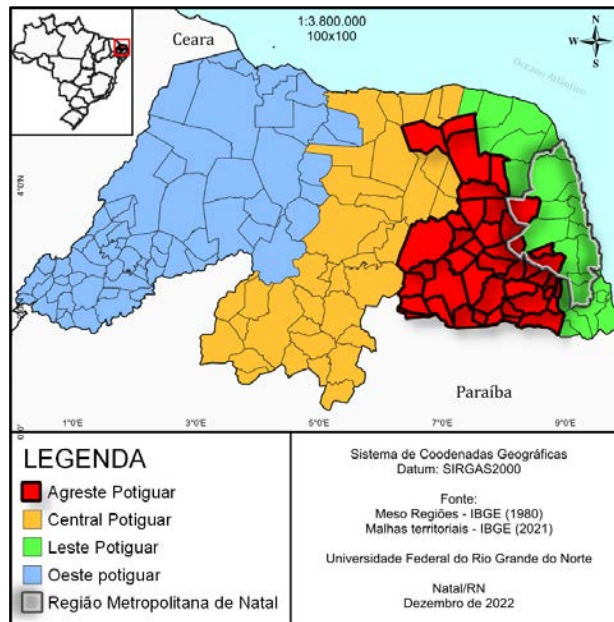 1:3.800.000
100x100
Ceara
N
W
E
S
Oceano Atlântico
4°0'N
Paraíba
0°0'
1°0'E
3°0'E
5°0'E
7°0'E
9°0'E
LEGENDA
Agreste Potiguar
Central Potiguar
Leste Potiguar
Oeste potiguar
Região Metropolitana de Natal
Sistema de Coodenadas Geográficas
Datum: SIRGAS2000
Fonte:
Meso Regiões - IBGE (1980)
Malhas territoriais - IBGE (2021)
Universidade Federal do Rio Grande do Norte
Natal/RN
Dezembro de 2022